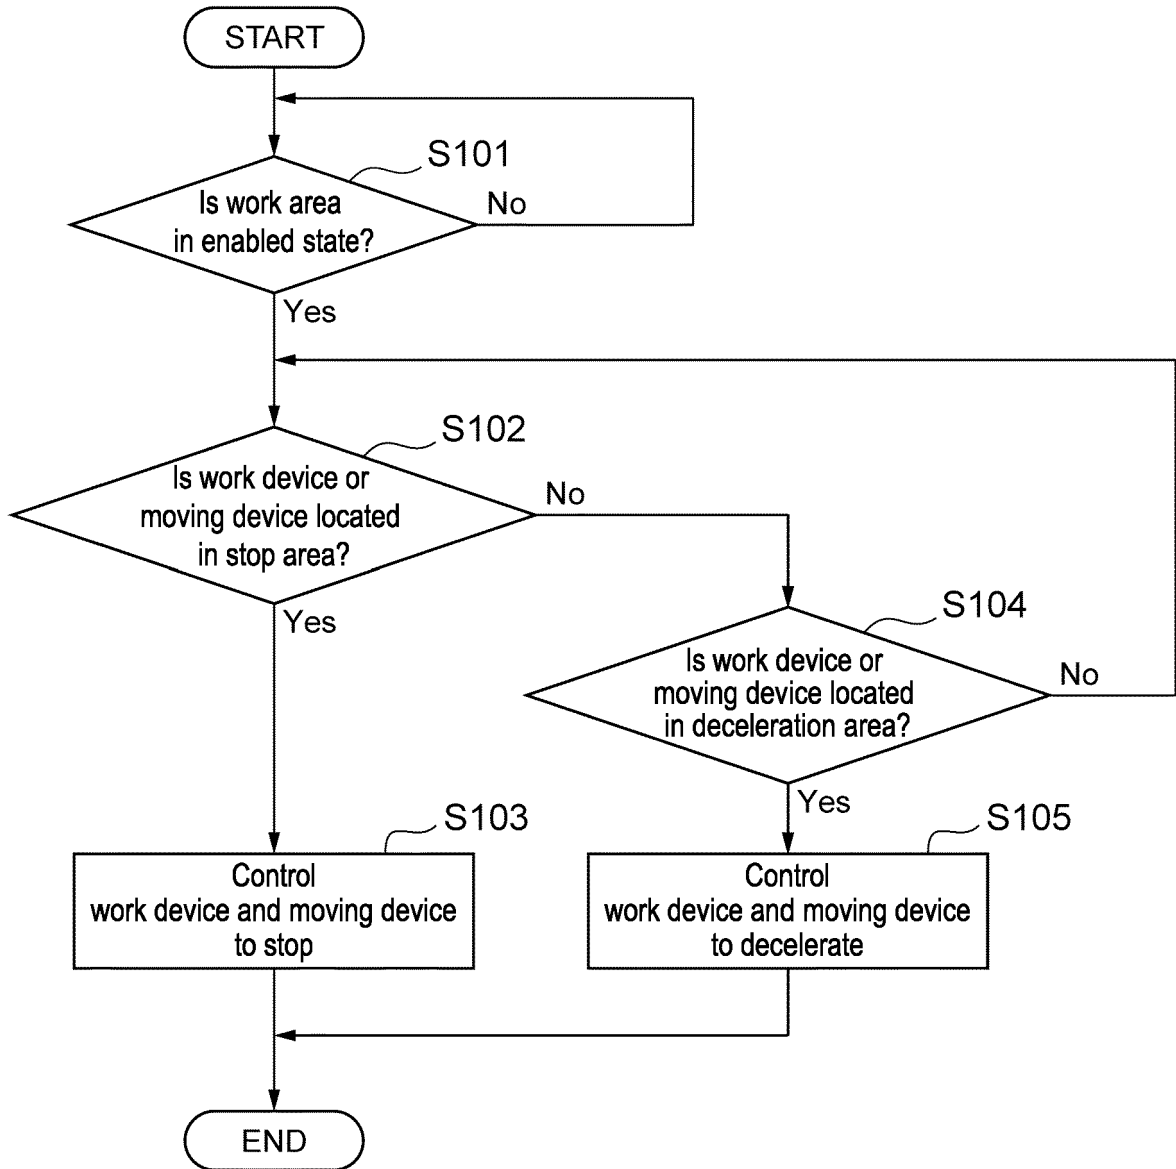 START
S101
Is work area
in enabled state?
No
Yes
S102
Is work device or
moving device located
in stop area?
No
Yes
S104
Is work device or
moving device located
in deceleration area?
No
Yes
S103
Control
work device and moving device
to stop
S105
Control
work device and moving device
to decelerate
END